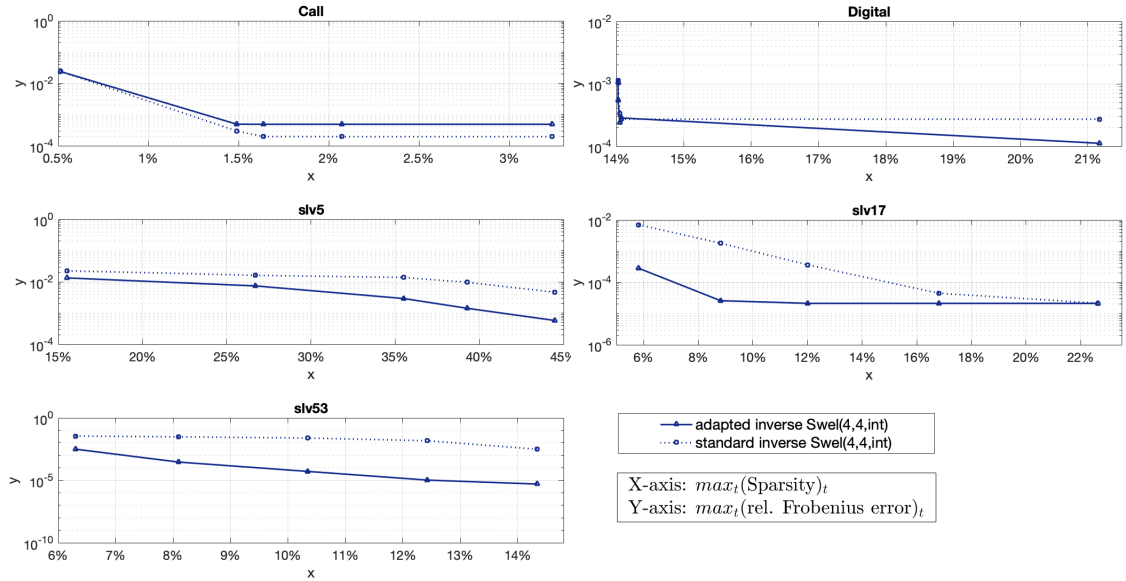 Call
10^0
10^-2
10^-4
y
0.5% 1% 1.5% 2% 2.5% 3%
x
Digital
10^-2
10^-3
10^-4
y
14% 15% 16% 17% 18% 19% 20% 21%
x
slv5
10^0
10^-2
10^-4
y
15% 20% 25% 30% 35% 40% 45%
x
slv17
10^-2
10^-4
10^-6
y
6% 8% 10% 12% 14% 16% 18% 20% 22%
x
slv53
10^0
10^-5
10^-10
y
6% 7% 8% 9% 10% 11% 12% 13% 14%
x
adapted inverse Swel(4,4,int)
standard inverse Swel(4,4,int)
X-axis: max_t(Sparsity)_t
Y-axis: max_t(rel. Frobenius error)_t